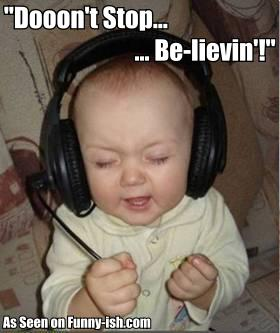 "Dooon't Stop...
... Be-lievin'!"
As Seen on Funny-ish.com